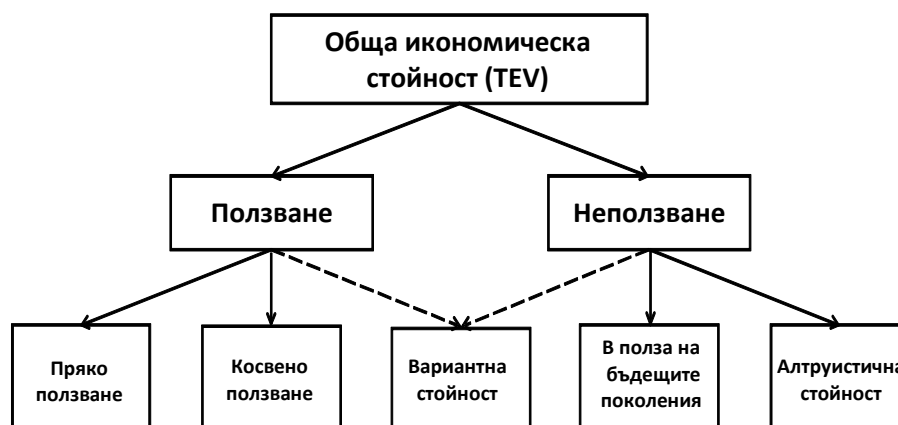 Обща икономическа
стойност (TEV)
Ползване
Неползване
Пряко
ползване
Косвено
ползване
Вариантна
стойност
В полза на
бъдещите
поколения
Алтруистична
стойност